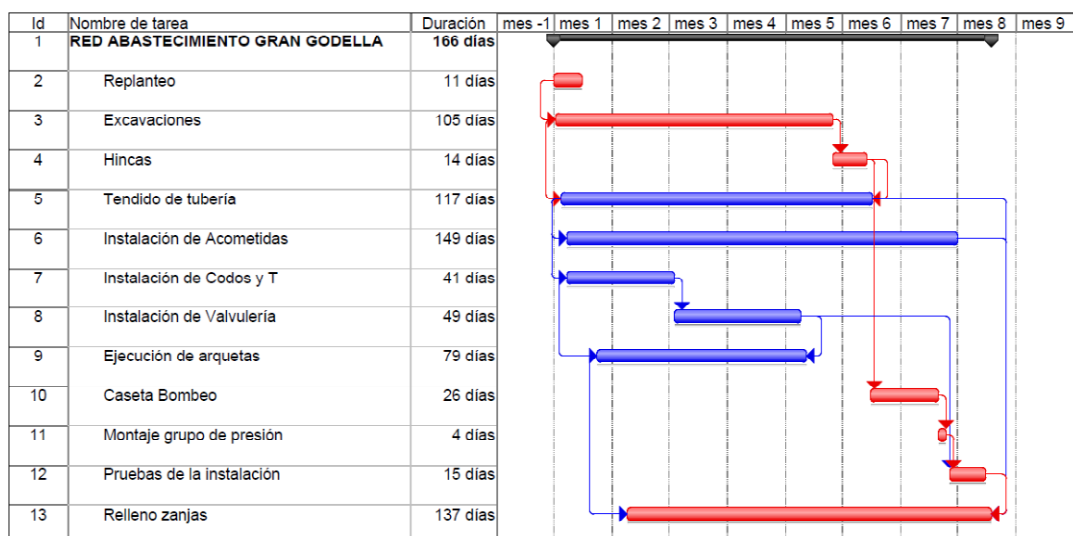 Id Nombre de tarea Duración mes -1 mes 1 mes 2 mes 3 mes 4 mes 5 mes 6 mes 7 mes 8 mes 9
1 RED ABASTECIMIENTO GRAN GODELLA 166 días
2 Replanteo 11 días
3 Excavaciones 105 días
4 Hincas 14 días
5 Tendido de tubería 117 días
6 Instalación de Acometidas 149 días
7 Instalación de Codos y T 41 días
8 Instalación de Valvulería 49 días
9 Ejecución de arquetas 79 días
10 Caseta Bombeo 26 días
11 Montaje grupo de presión 4 días
12 Pruebas de la instalación 15 días
13 Relleno zanjas 137 días